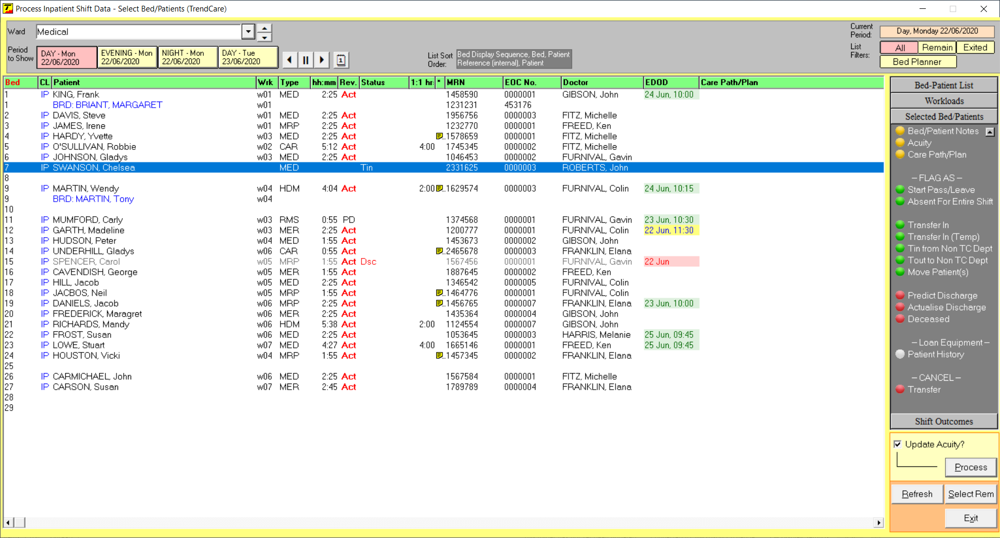 Process Inpatient Shift Data - Select Bed/Patients (TrendCare)
Ward Medical
Period to Show
DAY - Mon 22/06/2020
EVENING - Mon 22/06/2020
NIGHT - Mon 22/06/2020
DAY - Tue 23/06/2020
1
List Sort Order:
Bed Display Sequence, Bed, Patient
Reference (internal), Patient
Current Period: Day, Monday 22/06/2020
List Filters: All Remain Exited
Bed Planner
Bed CL Patient Wrk Type hh:mm Rev. Status 1:1 hr: * MRN EOC No. Doctor EDOD Care Path/Plan
1 IP KING, Frank w01 MED 2:25 Act 1458590 0000001 GIBSON, John 24 Jun, 10:00
1 BRD: BRIANT, MARGARET w01 1231231 453176
2 IP DAVIS, Steve w01 MED 2:25 Act 1956756 0000003 FITZ, Michelle
3 IP JAMES, Irene w01 MRP 2:25 Act 1232770 0000001 FREED, Ken
4 IP HARDY, Yvette w03 MED 2:25 Act ...1578659 0000001 FITZ, Michelle
5 IP O'SULLIVAN, Robbie w02 CAR 5:12 Act 4:00 1745345 0000002 FITZ, Michelle
6 IP JOHNSON, Gladys w03 MED 2:25 Act 1046453 0000002 FURNIVAL, Gavin
7 IP SWANSON, Chelsea MED Tin 2331625 0000003 ROBERTS, John
8
9 IP MARTIN, Wendy w04 HDM 4:04 Act 2:00 ...1629574 0000003 FURNIVAL, Colin 24 Jun, 10:15
9 BRD: MARTIN, Tony w04
10
11 IP MUMFORD, Carly w03 RMS 0:55 PD 1374568 0000001 FURNIVAL, Gavin 23 Jun, 10:30
12 IP GARTH, Madeline w03 MER 2:25 Act 1200777 0000001 FURNIVAL, Colin 22 Jun, 11:30
13 IP HUDSON, Peter w04 MED 1:55 Act 1453673 0000002 GIBSON, John
14 IP UNDERHILL, Gladys w06 CAR 0:55 Act ...2465678 0000003 FRANKLIN, Elana
15 IP SPENCER, Carol w05 MRP 1:55 Act Dsc 1567456 0000001 FURNIVAL, Gavin 22 Jun
16 IP CAVENDISH, George w05 MER 1:55 Act 1887645 0000002 FREED, Ken
17 IP HILL, Jacob w05 MED 2:25 Act 1346542 0000005 FURNIVAL, Colin
18 IP JACBOS, Neil w05 MRP 1:55 Act ...1464776 0000001 FURNIVAL, Colin
19 IP DANIELS, Jacob w06 MRP 2:25 Act ...1456765 0000007 FRANKLIN, Elana 23 Jun, 10:00
20 IP FREDERICK, Maragret w06 MER 2:25 Act 1435364 0000004 GIBSON, John
21 IP RICHARDS, Mandy w06 HDM 5:38 Act 2:00 1124554 0000007 GIBSON, John
22 IP FROST, Susan w06 MED 2:25 Act 1053645 0000003 HARRIS, Melanie 25 Jun, 09:45
23 IP LOWE, Stuart w07 MED 4:27 Act 4:00 1665146 0000001 FREED, Ken 25 Jun, 09:45
24 IP HOUSTON, Vicki w04 MRP 1:55 Act ...1457345 0000002 FRANKLIN, Elana
25
26 IP CARMICHAEL, John w06 MED 2:25 Act 1567584 0000001 FITZ, Michelle
27 IP CARSON, Susan w07 MER 2:45 Act 1789789 0000004 FRANKLIN, Elana
28
29
Bed-Patient List
Workloads
Selected Bed/Patients
Bed/Patient Notes
Acuity
Care Path/Plan
– FLAG AS –
Start Pass/Leave
Absent For Entire Shift
Transfer In
Transfer In (Temp)
Tin from Non TC Dept
Tout to Non TC Dept
Move Patient(s)
Predict Discharge
Actualise Discharge
Deceased
– Loan Equipment –
Patient History
– CANCEL –
Transfer
Shift Outcomes
Update Acuity?
Process
Refresh Select Rem
Exit